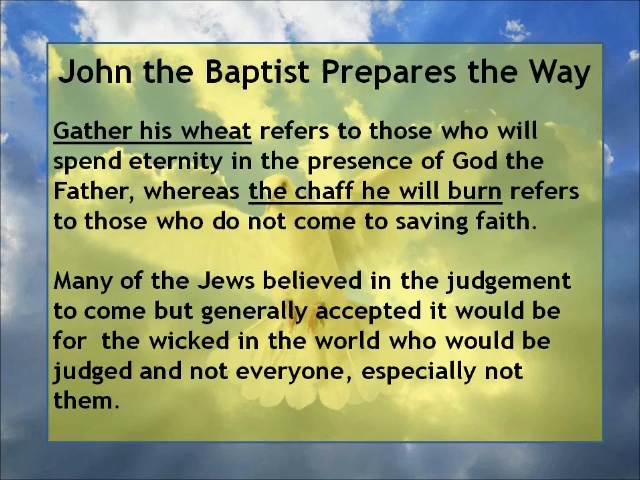 John the Baptist Prepares the Way
Gather his wheat refers to those who will
spend eternity in the presence of God the
Father, whereas the chaff he will burn refers
to those who do not come to saving faith.
Many of the Jews believed in the judgement
to come but generally accepted it would be
for the wicked in the world who would be
judged and not everyone, especially not
them.